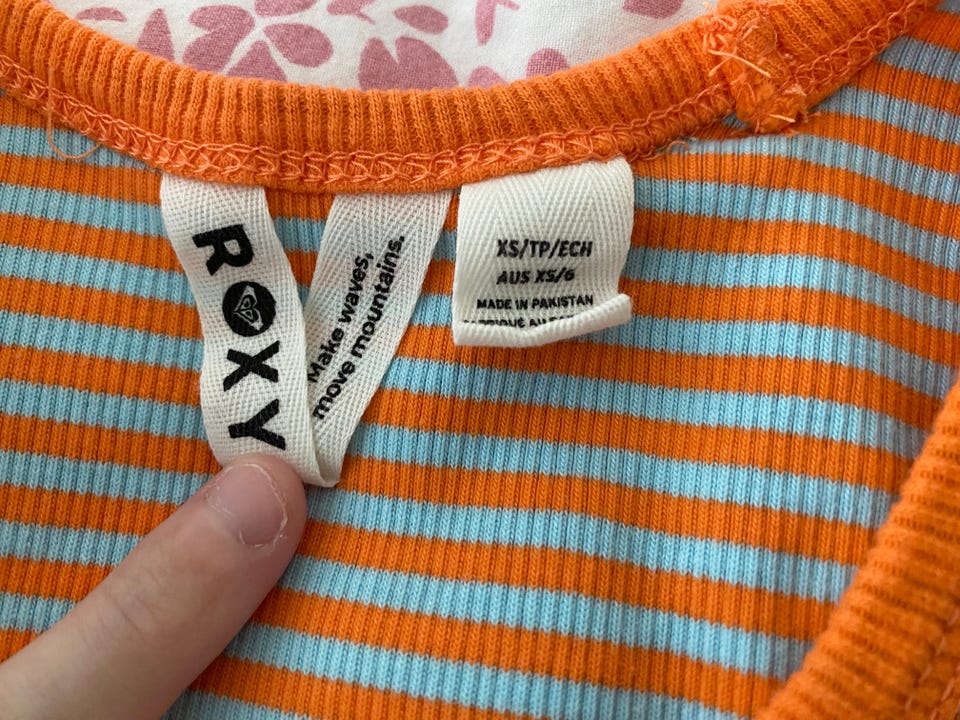 ROXY
Make waves,
move mountains.
XS/TP/ECH
AUS XS/6
MADE IN PAKISTAN